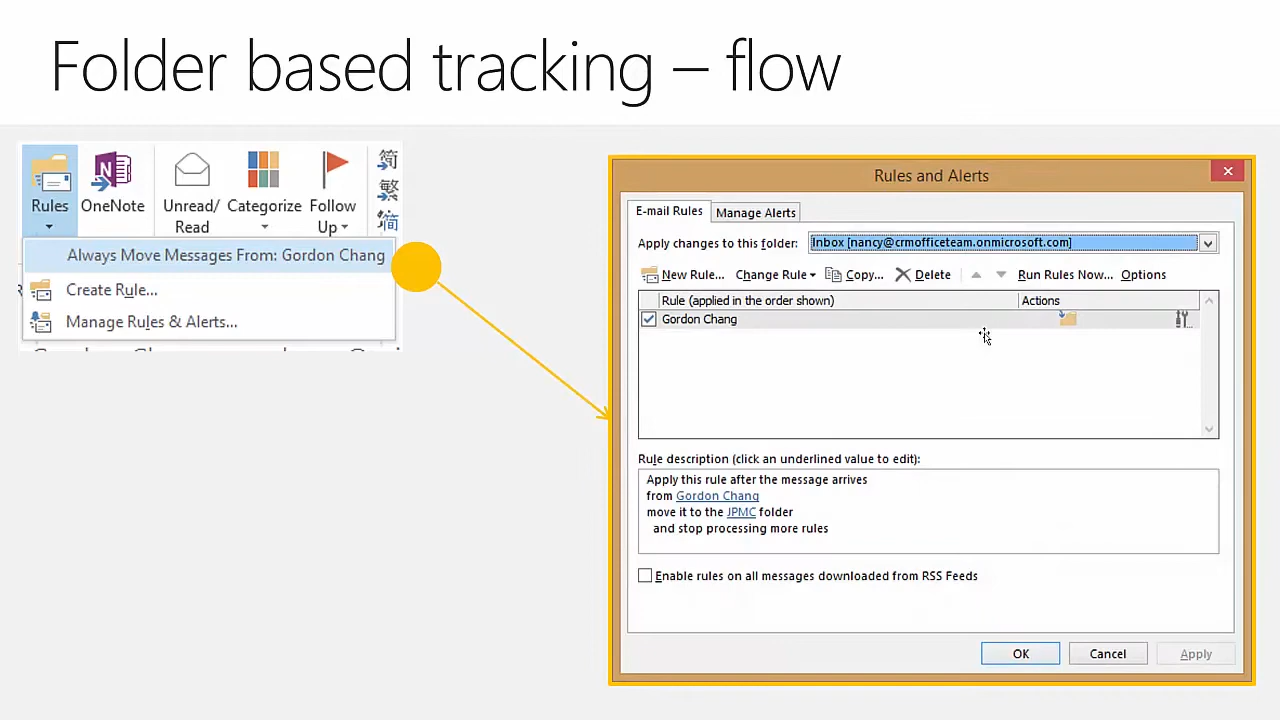 Folder based tracking – flow
Rules
OneNote
Unread/
Read
Categorize
Follow
Up
简
繁
简
Always Move Messages From: Gordon Chang
Create Rule...
Manage Rules & Alerts...
Rules and Alerts
E-mail Rules
Manage Alerts
Apply changes to this folder:
Inbox [nancy@crmofficeteam.onmicrosoft.com]
New Rule...
Change Rule
Copy...
Delete
Run Rules Now...
Options
Rule (applied in the order shown)
Actions
Gordon Chang
Rule description (click an underlined value to edit):
Apply this rule after the message arrives
from Gordon Chang
move it to the JPMC folder
and stop processing more rules
Enable rules on all messages downloaded from RSS Feeds
OK
Cancel
Apply